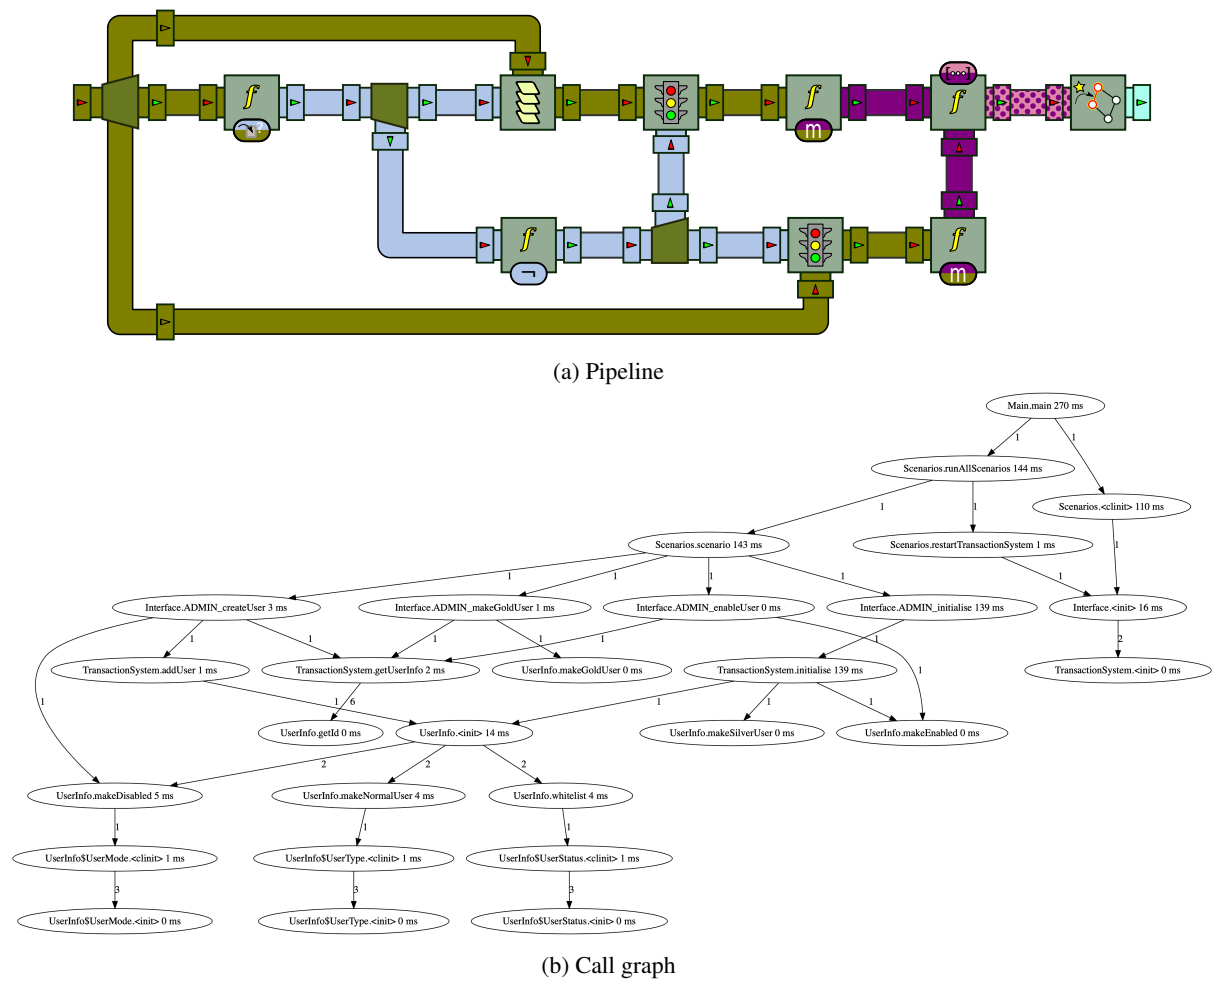 f
?
f
m
[...]
f
f
¬
f
m
(a) Pipeline
Main.main 270 ms
1
1
Scenarios.runAllScenarios 144 ms
Scenarios.<clinit> 110 ms
1
1
1
Scenarios.scenario 143 ms
Scenarios.restartTransactionSystem 1 ms
1
1
1
1
1
Interface.ADMIN_createUser 3 ms
Interface.ADMIN_makeGoldUser 1 ms
Interface.ADMIN_enableUser 0 ms
Interface.ADMIN_initialise 139 ms
Interface.<init> 16 ms
1
1
1
1
1
1
2
TransactionSystem.addUser 1 ms
TransactionSystem.getUserInfo 2 ms
UserInfo.makeGoldUser 0 ms
TransactionSystem.initialise 139 ms
TransactionSystem.<init> 0 ms
1
1
6
1
1
1
1
UserInfo.getId 0 ms
UserInfo.<init> 14 ms
UserInfo.makeSilverUser 0 ms
UserInfo.makeEnabled 0 ms
2
2
2
UserInfo.makeDisabled 5 ms
UserInfo.makeNormalUser 4 ms
UserInfo.whitelist 4 ms
1
1
1
UserInfo$UserMode.<clinit> 1 ms
UserInfo$UserType.<clinit> 1 ms
UserInfo$UserStatus.<clinit> 1 ms
3
3
3
UserInfo$UserMode.<init> 0 ms
UserInfo$UserType.<init> 0 ms
UserInfo$UserStatus.<init> 0 ms
(b) Call graph